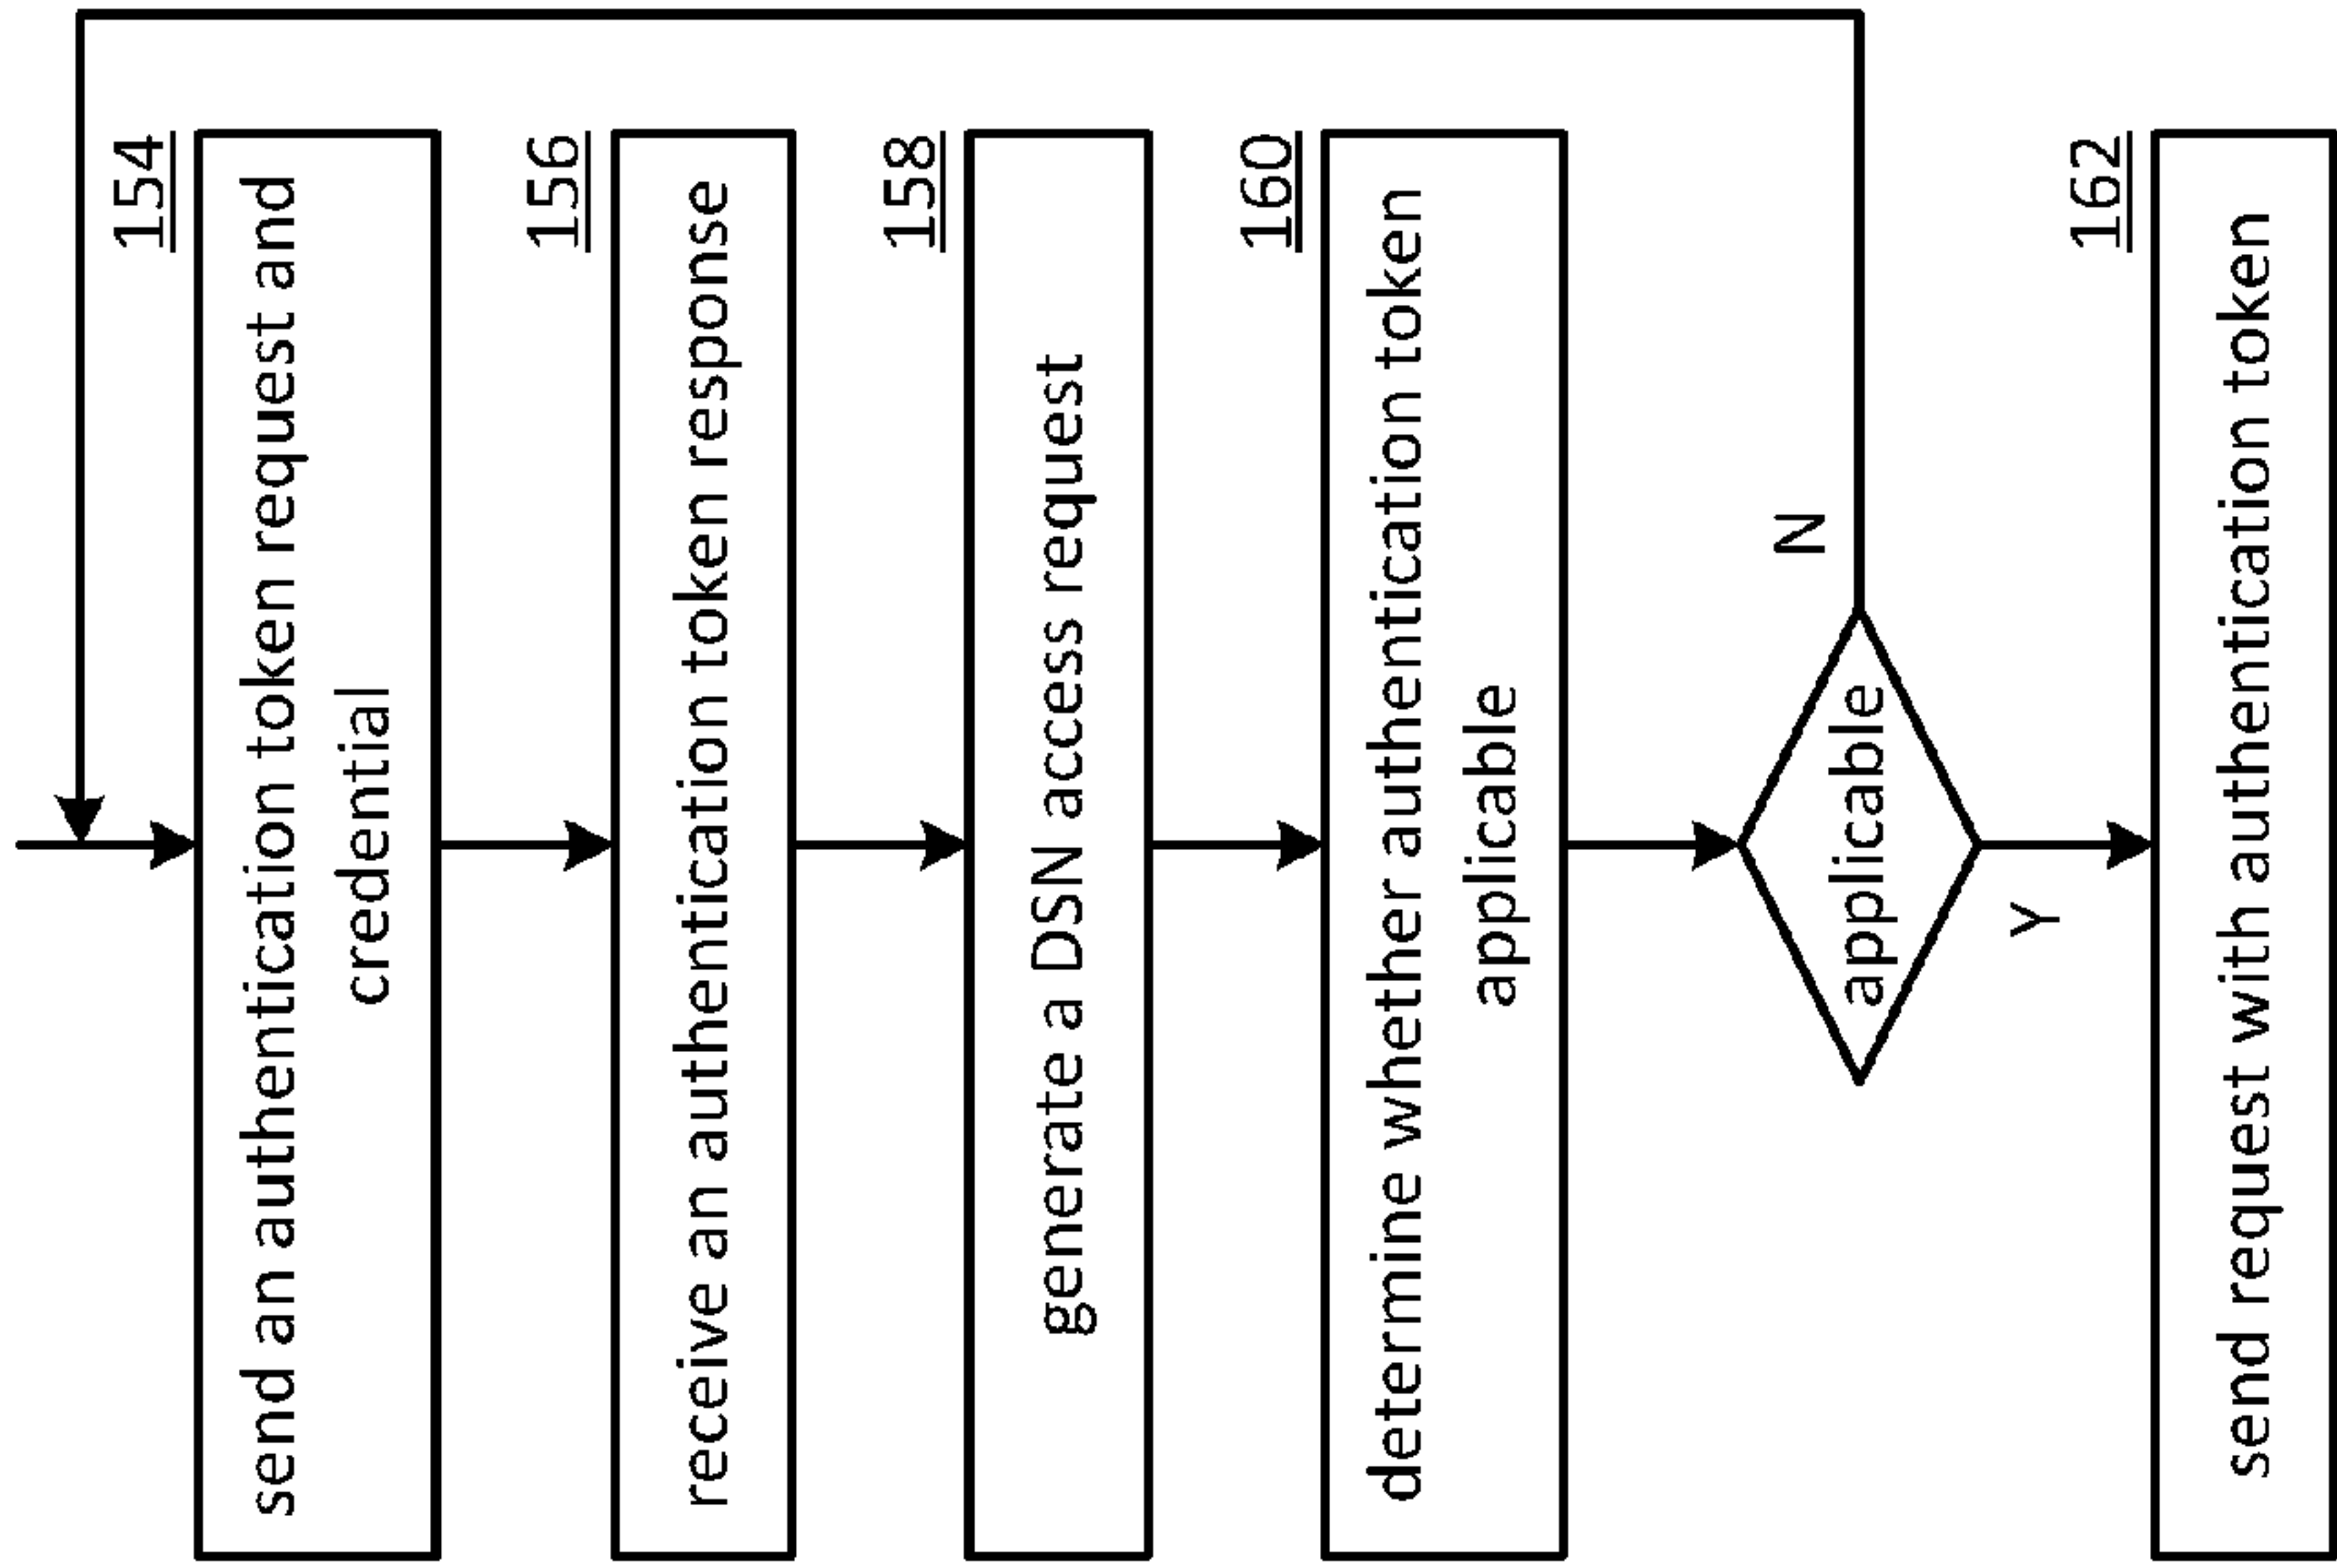 154
send an authentication token request and
credential
156
receive an authentication token response
158
generate a DSN access request
160
determine whether authentication token
applicable
applicable
N
Y
162
send request with authentication token